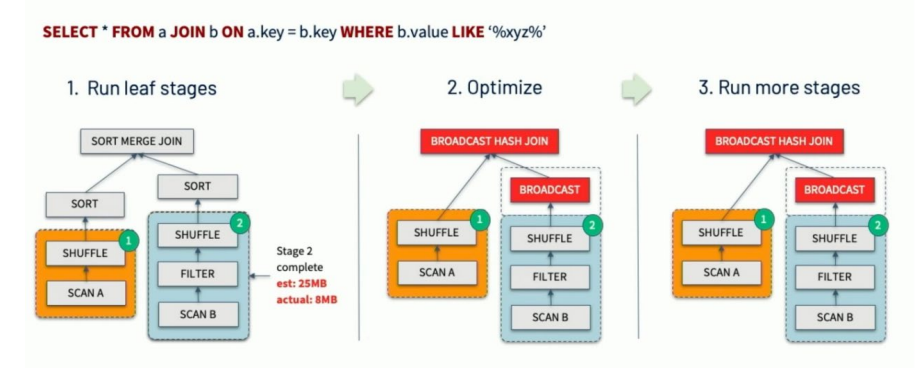 SELECT * FROM a JOIN b ON a.key = b.key WHERE b.value LIKE ‘%xyz%’
1. Run leaf stages
2. Optimize
3. Run more stages
SORT MERGE JOIN
SORT
SORT
SHUFFLE
1
SCAN A
SHUFFLE
2
FILTER
SCAN B
Stage 2
complete
est: 25MB
actual: 8MB
BROADCAST HASH JOIN
BROADCAST
SHUFFLE
1
SCAN A
SHUFFLE
2
FILTER
SCAN B
BROADCAST HASH JOIN
BROADCAST
SHUFFLE
1
SCAN A
SHUFFLE
2
FILTER
SCAN B